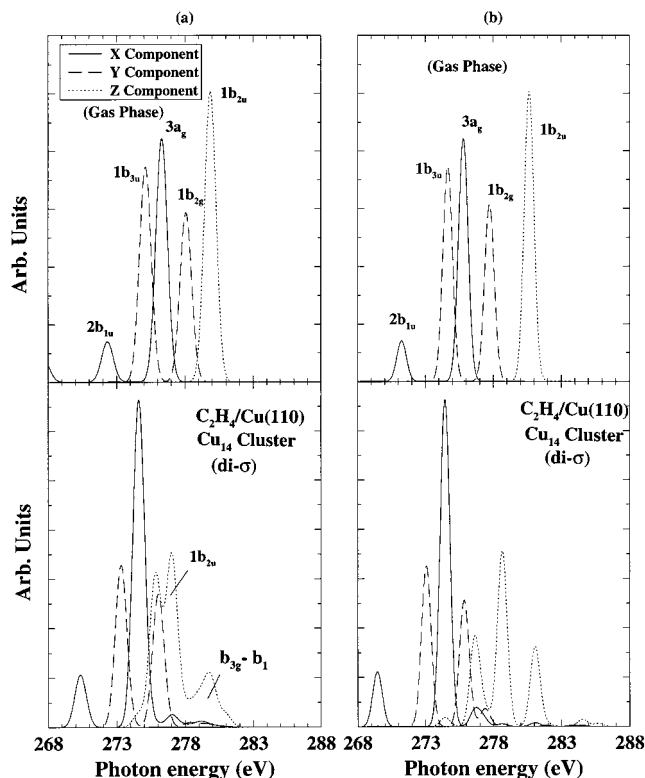 (a)
X Component
Y Component
Z Component
(Gas Phase)
1b2u
3ag
1b3u
1b2g
2b1u
Arb. Units
(b)
(Gas Phase)
1b2u
3ag
1b3u
1b2g
2b1u
C2H4/Cu(110)
Cu14 Cluster
(di-σ)
1b2u
b3g- b1
Arb. Units
268 273 278 283 288
Photon energy (eV)
C2H4/Cu(110)
Cu14 Cluster
(di-σ)
268 273 278 283 288
Photon energy (eV)